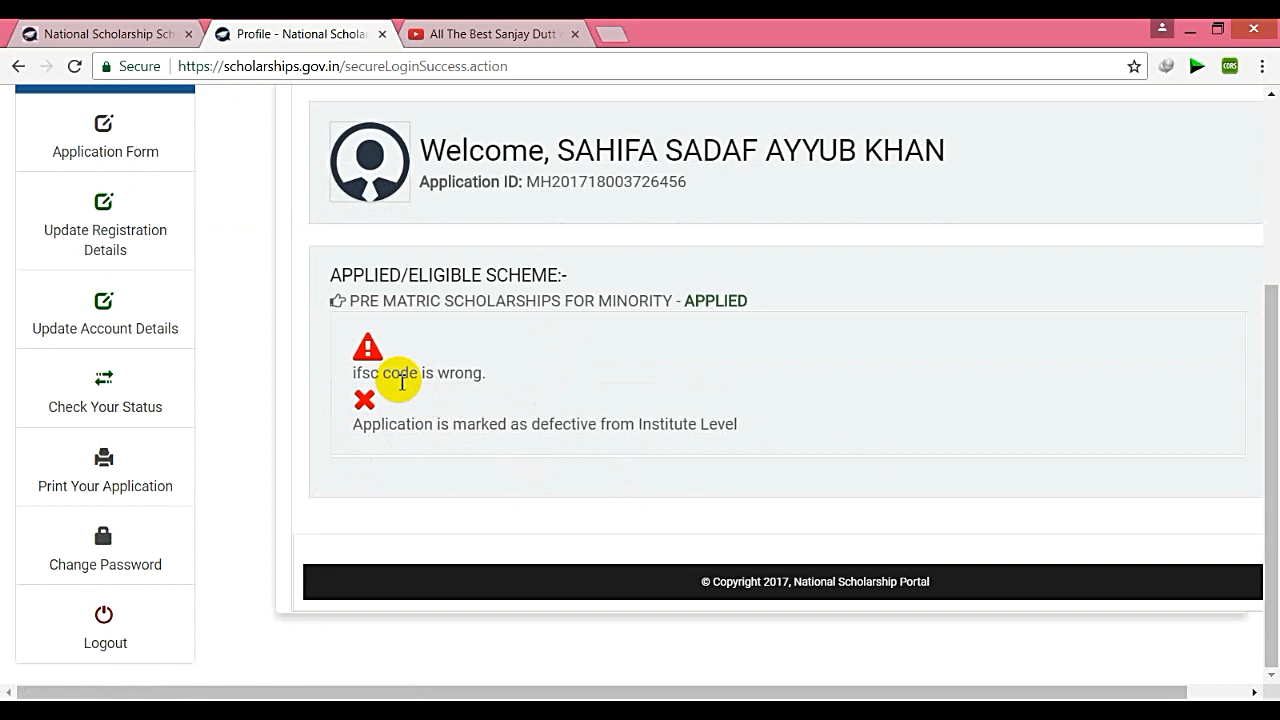 National Scholarship Sch
Profile - National Schola
All The Best Sanjay Dutt c
Secure
https://scholarships.gov.in/secureLoginSuccess.action
CORS
Application Form
Update Registration
Details
Update Account Details
Check Your Status
Print Your Application
Change Password
Logout
Welcome, SAHIFA SADAF AYYUB KHAN
Application ID: MH201718003726456
APPLIED/ELIGIBLE SCHEME:-
PRE MATRIC SCHOLARSHIPS FOR MINORITY - APPLIED
ifsc code is wrong.
Application is marked as defective from Institute Level
© Copyright 2017, National Scholarship Portal